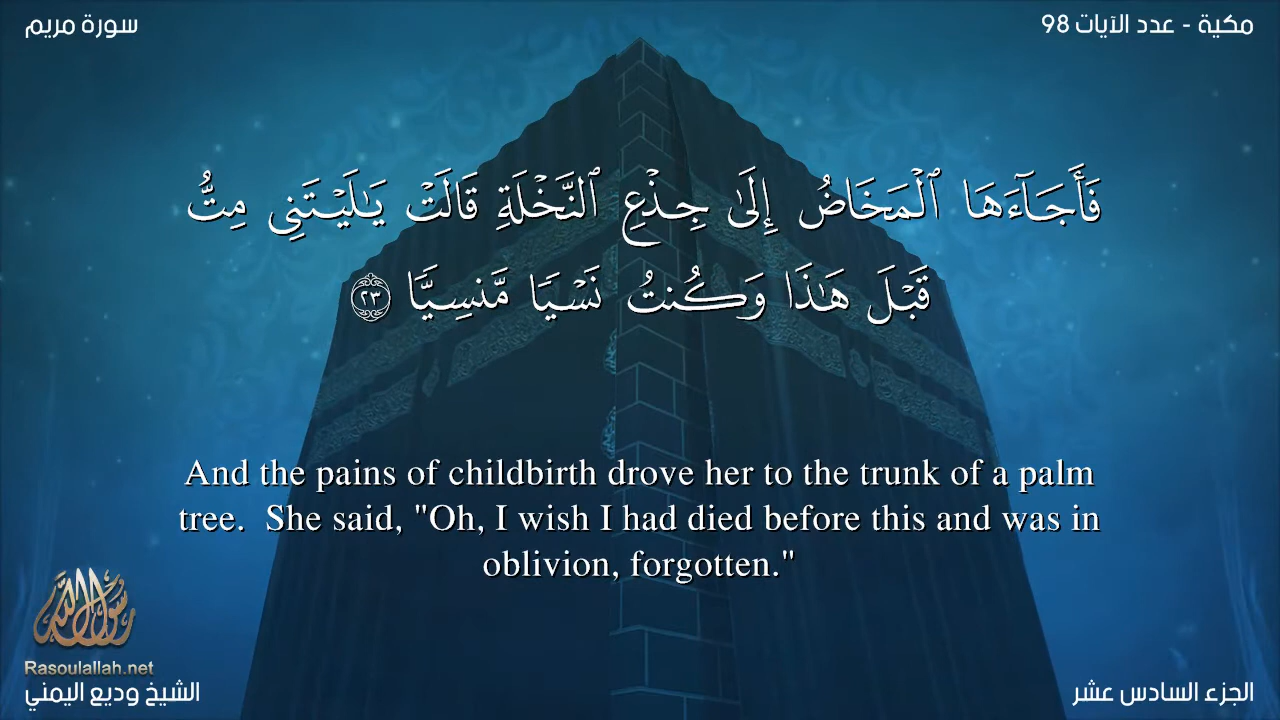 مكية - عدد الآيات 98
سورة مريم
فَأَجَآءَهَا ٱلْمَخَاضُ إِلَىٰ جِذْعِ ٱلنَّخْلَةِ قَالَتْ يَـٰلَيْتَنِى مِتُّ
قَبْلَ هَـٰذَا وَكُنتُ نَسْيًا مَّنسِيًّا ٢٣
And the pains of childbirth drove her to the trunk of a palm
tree.  She said, "Oh, I wish I had died before this and was in
oblivion, forgotten."
رسول الله
Rasoulallah.net
الشيخ وديع اليمني
الجزء السادس عشر